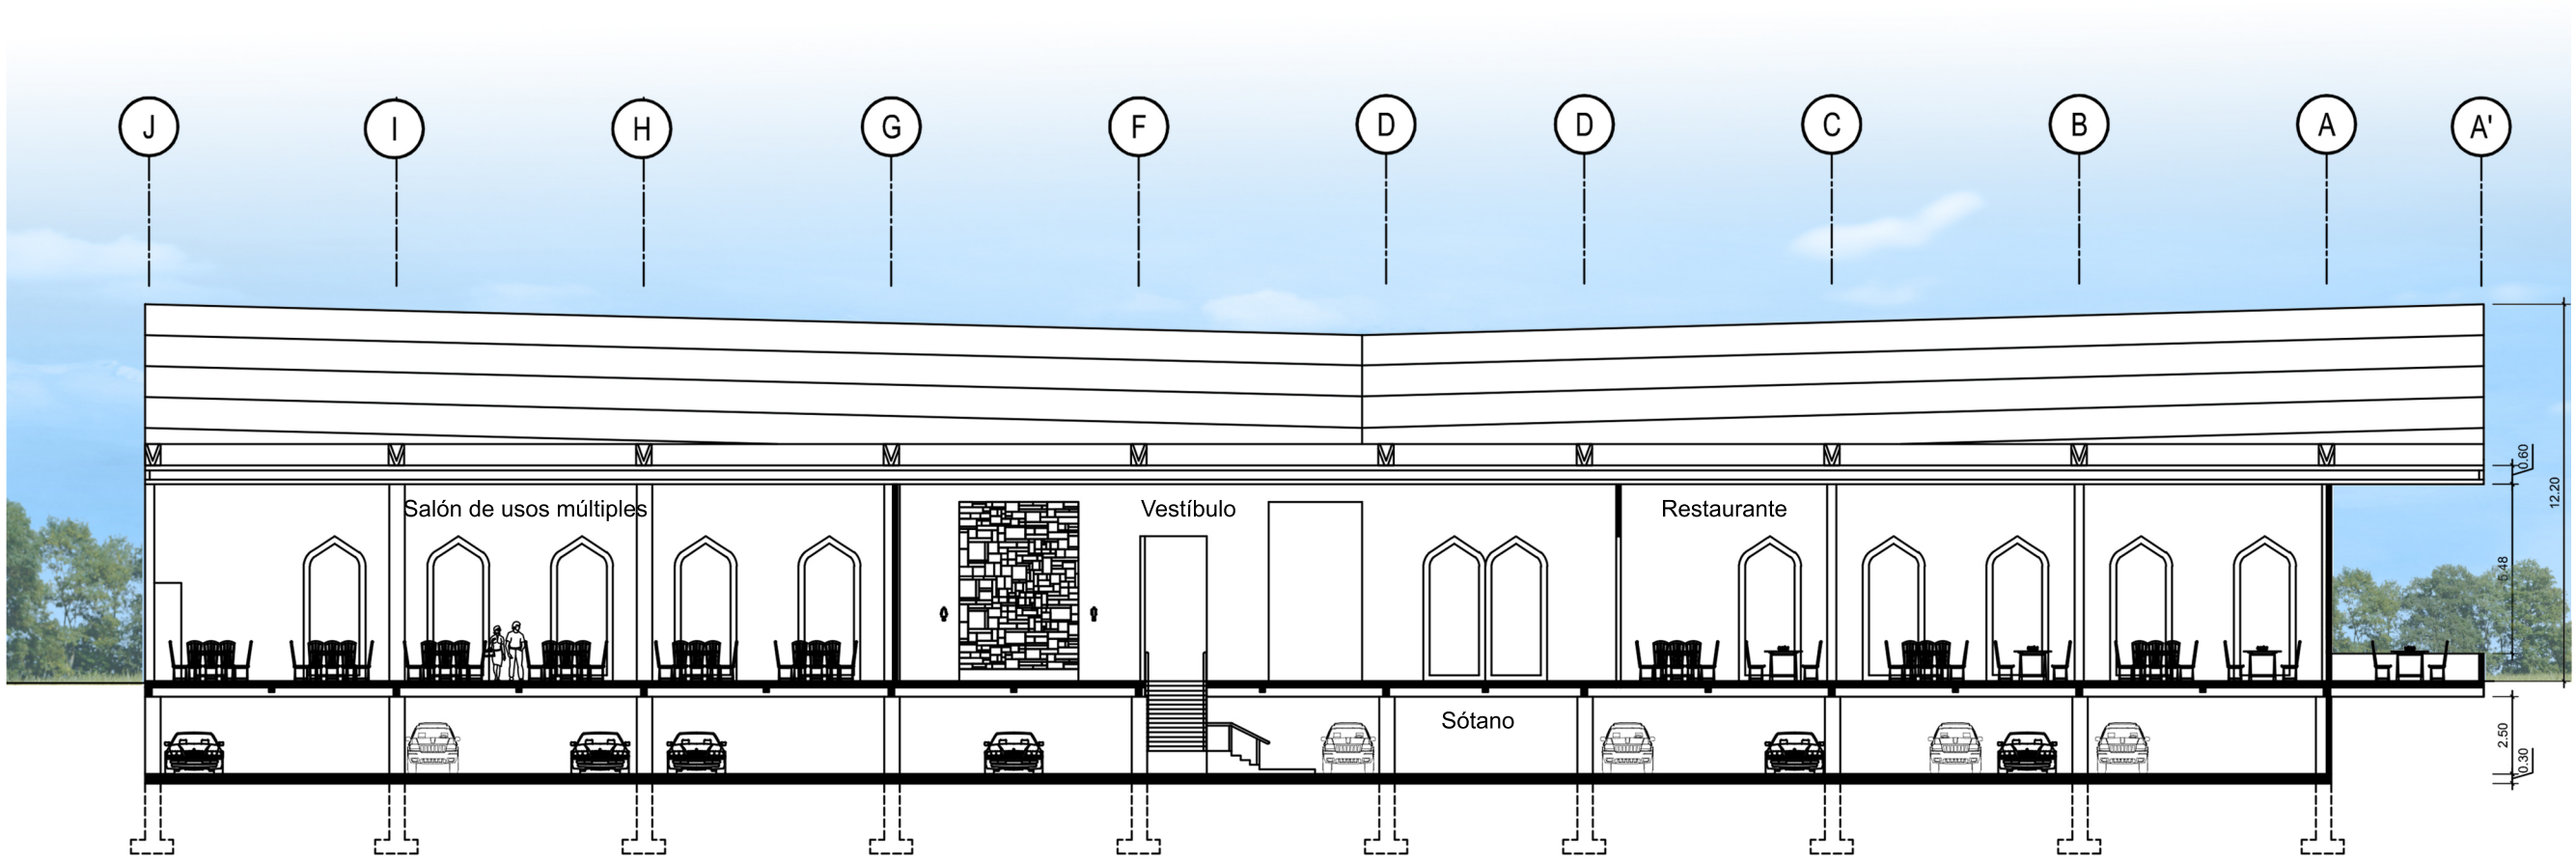 J
I
H
G
F
D
D
C
B
A
A'
Salón de usos múltiples
Vestíbulo
Restaurante
Sótano
0.60
12.20
5.48
2.50
0.30